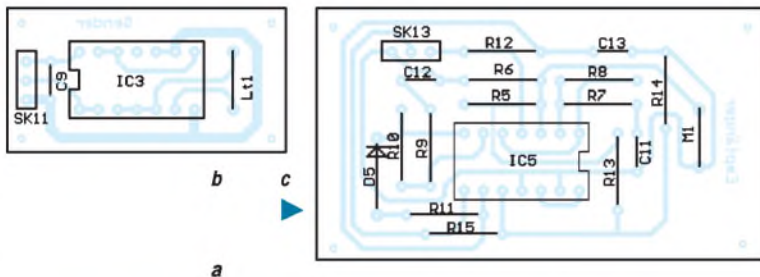 Sender
SK11
C9
IC3
Lt1
SK13
R12
C13
C12
R6
R8
R14
R5
R7
M1
R10
R9
IC5
D5
R13
C11
R11
R15
b
c
a